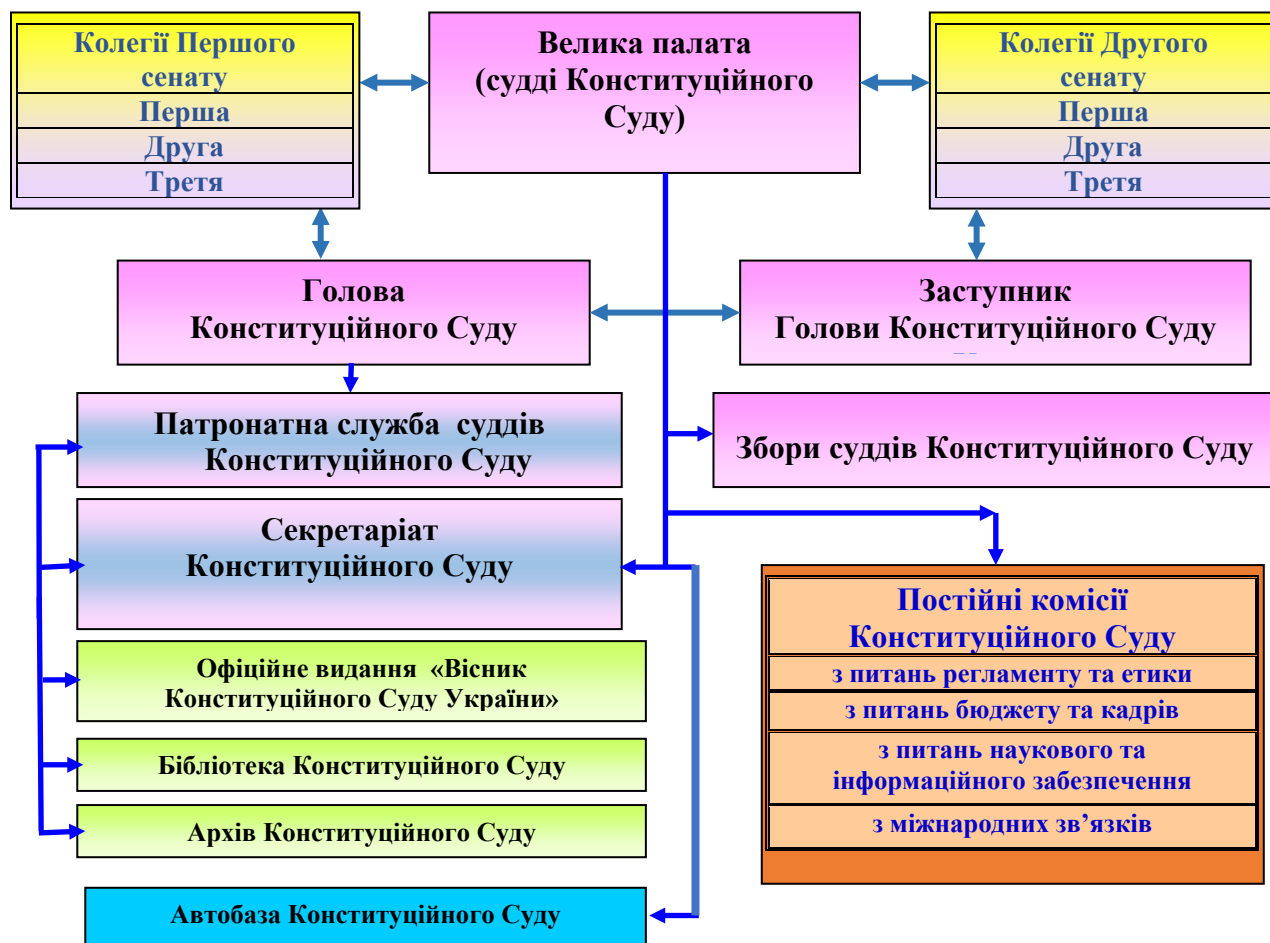 Колегії Першого
сенату
Перша
Друга
Третя
Велика палата
(судді Конституційного
Суду)
Колегії Другого
сенату
Перша
Друга
Третя
Голова
Конституційного Суду
Заступник
Голови Конституційного Суду
Патронатна служба суддів
Конституційного Суду
Збори суддів Конституційного Суду
Секретаріат
Конституційного Суду
Постійні комісії
Конституційного Суду
з питань регламенту та етики
з питань бюджету та кадрів
з питань наукового та
інформаційного забезпечення
з міжнародних зв’язків
Офіційне видання «Вісник
Конституційного Суду України»
Бібліотека Конституційного Суду
Архів Конституційного Суду
Автобаза Конституційного Суду